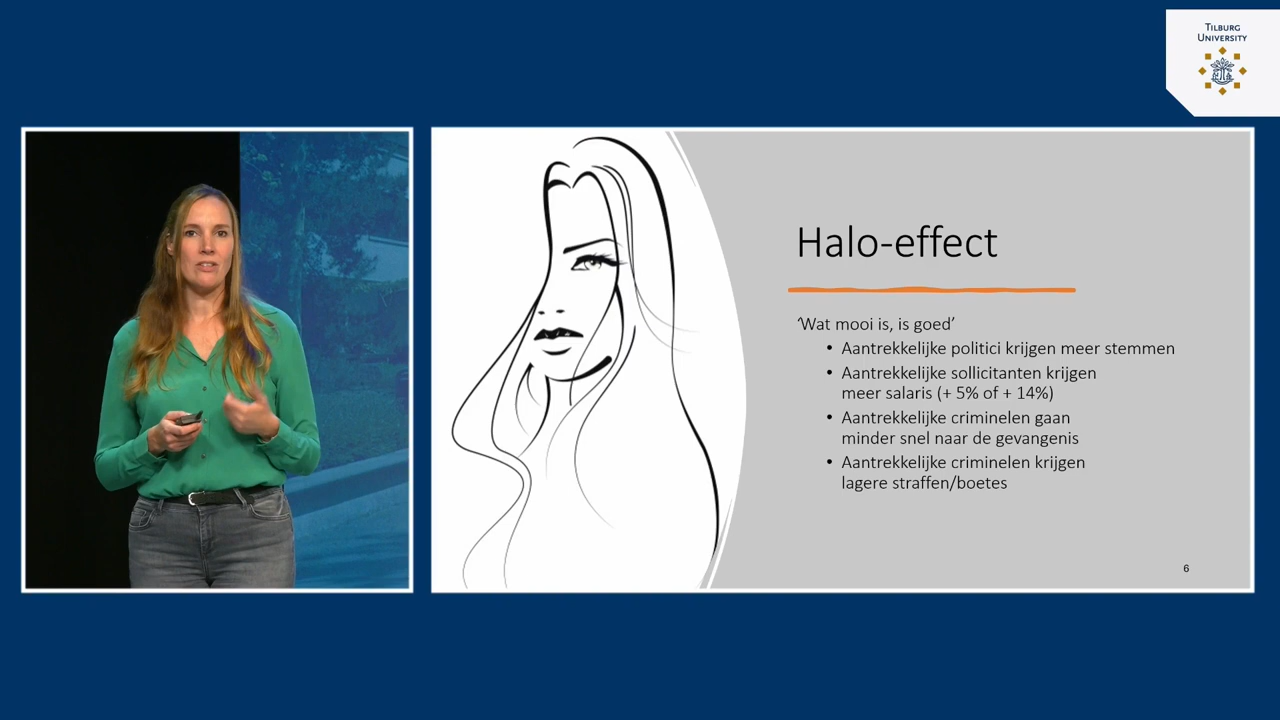 TILBURG
UNIVERSITY
Halo-effect
‘Wat mooi is, is goed’
• Aantrekkelijke politici krijgen meer stemmen
• Aantrekkelijke sollicitanten krijgen
meer salaris (+ 5% of + 14%)
• Aantrekkelijke criminelen gaan
minder snel naar de gevangenis
• Aantrekkelijke criminelen krijgen
lagere straffen/boetes
6